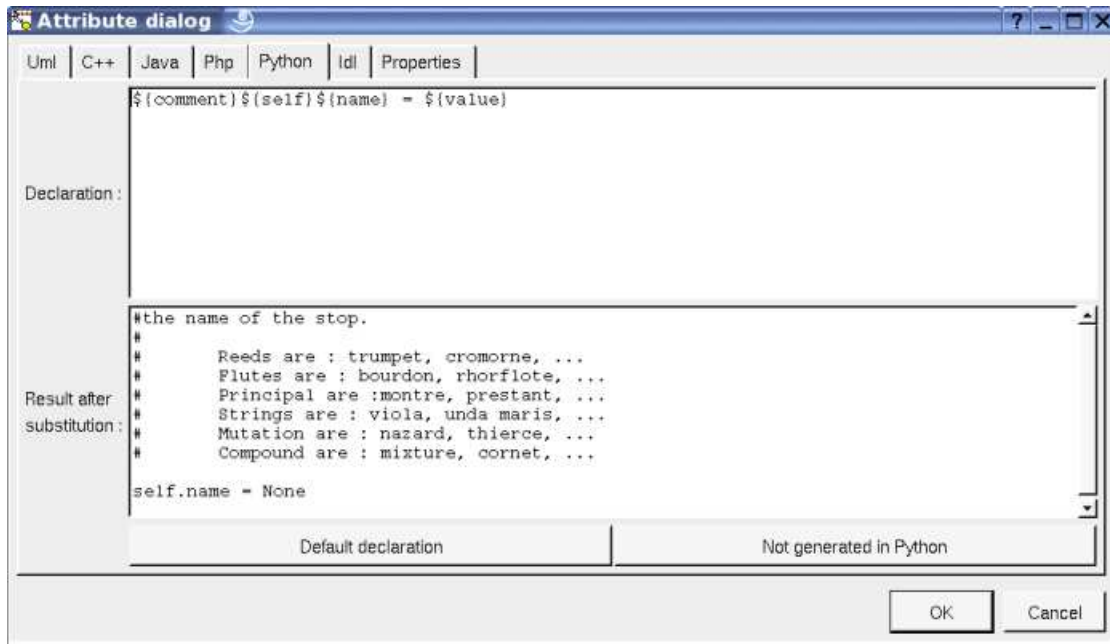 Attribute dialog
Uml C++ Java Php Python Idl Properties
Declaration :
${comment}${self}${name} = ${value}
Result after
substitution :
#the name of the stop.
#
#       Reeds are : trumpet, cromorne, ...
#       Flutes are : bourdon, rhorflote, ...
#       Principal are :montre, prestant, ...
#       Strings are : viola, unda maris, ...
#       Mutation are : nazard, thierce, ...
#       Compound are : mixture, cornet, ...
self.name = None
Default declaration Not generated in Python
OK Cancel